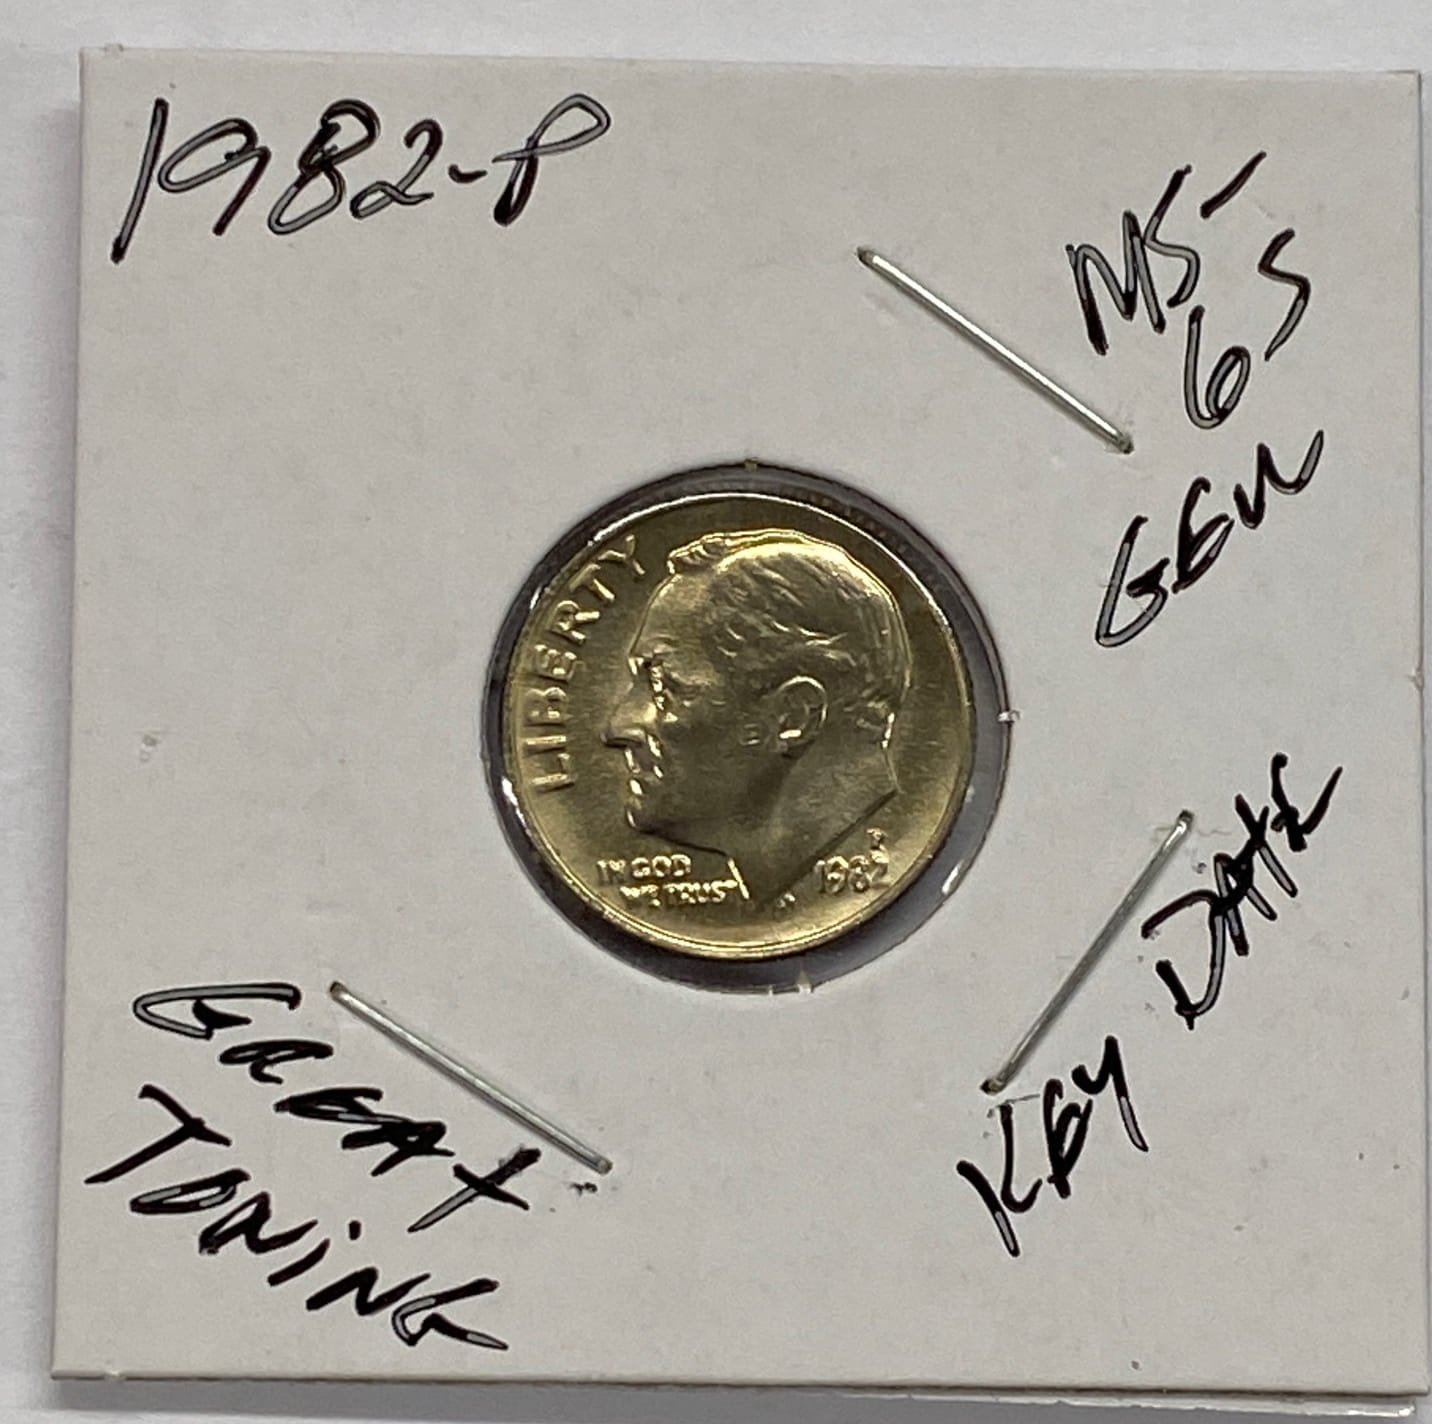 1982-P
MS-
65
GEM
LIBERTY
IN GOD
WE TRUST
P
1982
GREAT
TONING
KEY DATE